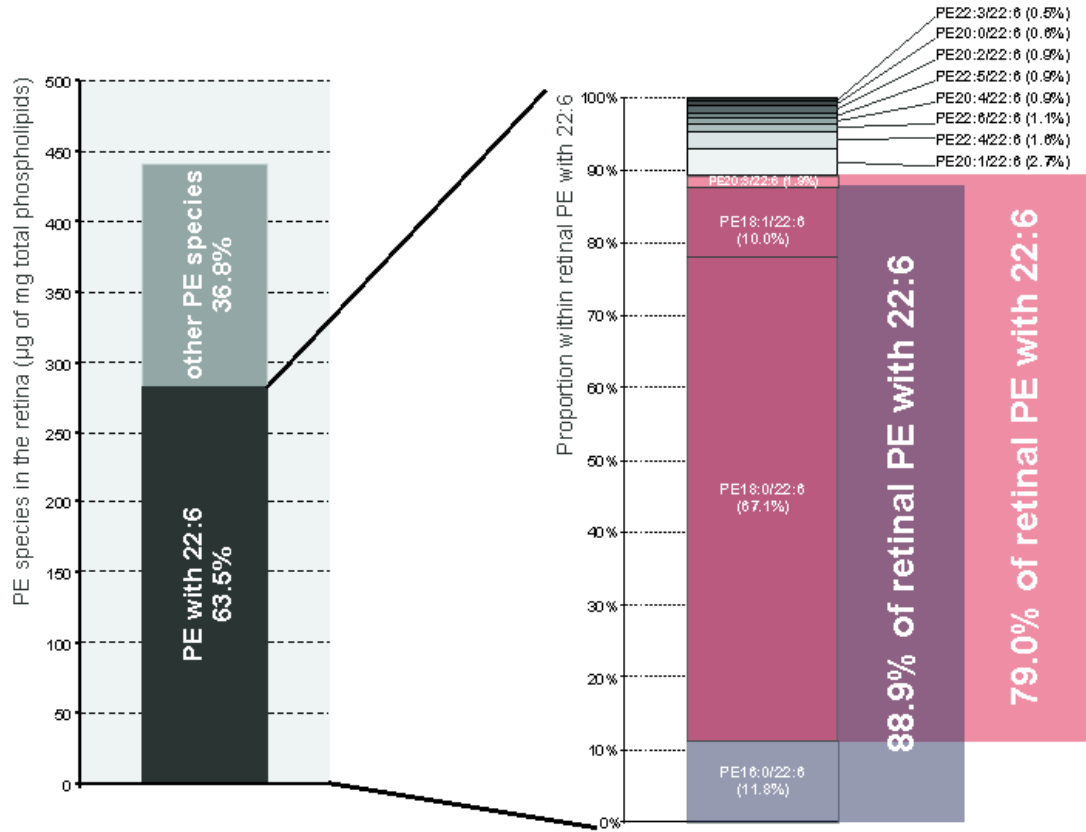 PE species in the retina (µg of mg total phospholipids)
500
450
400
350
300
250
200
150
100
50
0
other PE species
36.8%
PE with 22:6
63.5%
Proportion within retinal PE with 22:6
100%
90%
80%
70%
60%
50%
40%
30%
20%
10%
0%
PE22:3/22:6 (0.5%)
PE20:0/22:6 (0.6%)
PE20:2/22:6 (0.9%)
PE22:5/22:6 (0.9%)
PE20:4/22:6 (0.9%)
PE22:6/22:6 (1.1%)
PE22:4/22:6 (1.6%)
PE20:1/22:6 (2.7%)
PE20:3/22:6 (1.9%)
PE18:1/22:6
(10.0%)
PE18:0/22:6
(67.1%)
PE16:0/22:6
(11.8%)
88.9% of retinal PE with 22:6
79.0% of retinal PE with 22:6